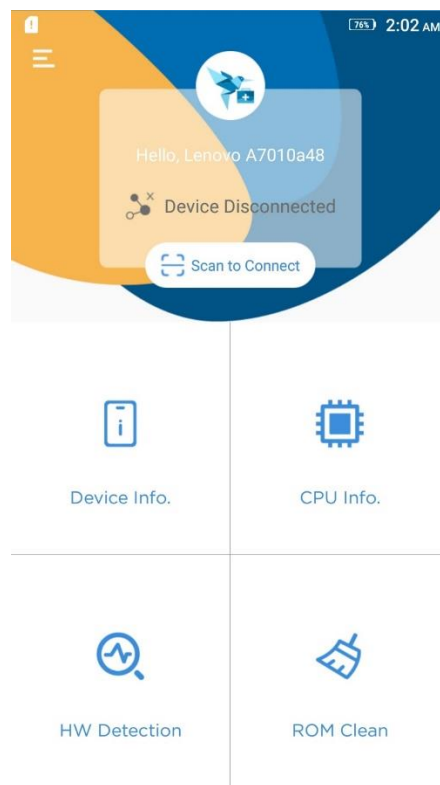 76% 2:02 AM
Hello, Lenovo A7010a48
Device Disconnected
Scan to Connect
Device Info. CPU Info.
HW Detection ROM Clean